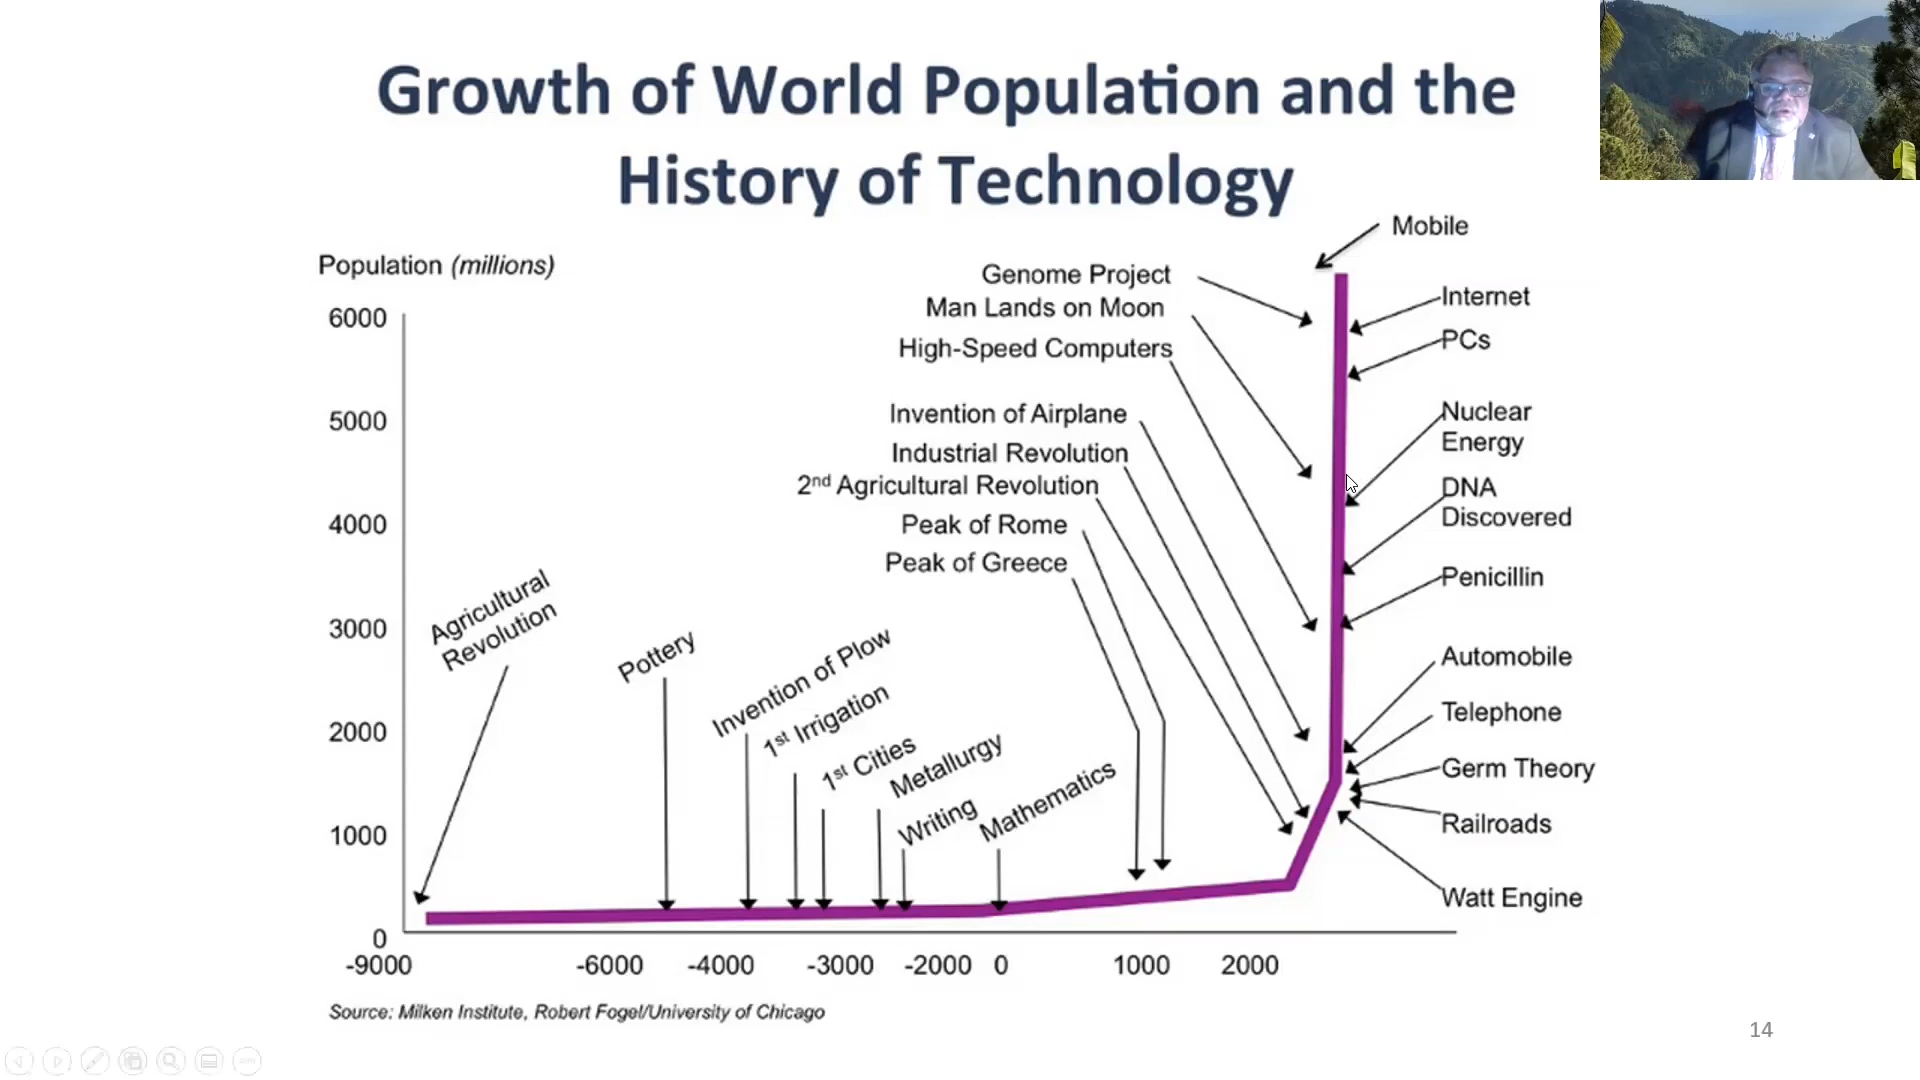 Growth of World Population and the
History of Technology
Population (millions)
Mobile
Genome Project
Man Lands on Moon
High-Speed Computers
Invention of Airplane
Industrial Revolution
2nd Agricultural Revolution
Peak of Rome
Peak of Greece
Internet
PCs
Nuclear
Energy
DNA
Discovered
Penicillin
Automobile
Telephone
Germ Theory
Railroads
Watt Engine
Agricultural
Revolution
Pottery
Invention of Plow
1st Irrigation
1st Cities
Metallurgy
Writing
Mathematics
6000
5000
4000
3000
2000
1000
0
-9000 -6000 -4000 -3000 -2000 0 1000 2000
Source: Milken Institute, Robert Fogel/University of Chicago
14